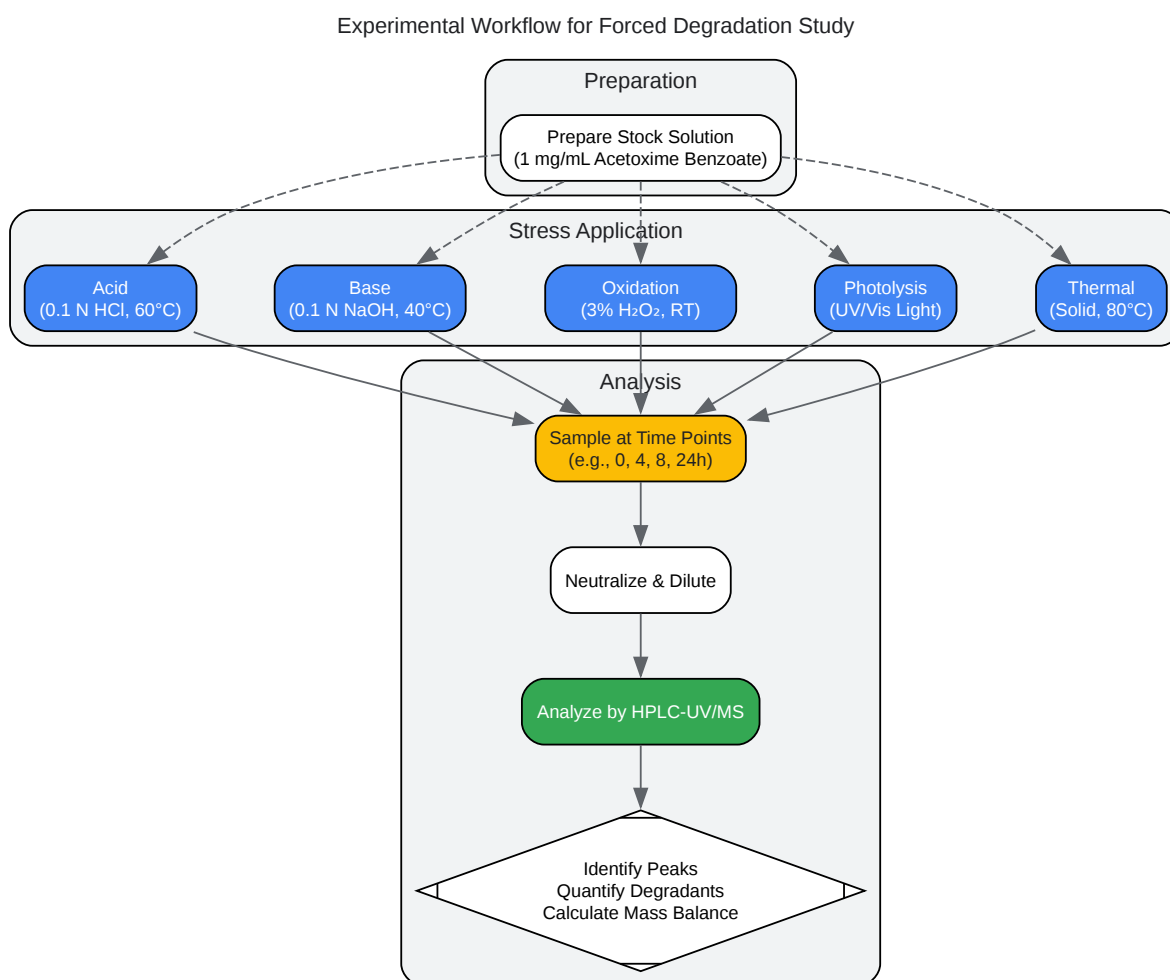 Experimental Workflow for Forced Degradation Study
Preparation
Prepare Stock Solution
(1 mg/mL Acetoxime Benzoate)
Stress Application
Acid
(0.1 N HCl, 60°C)
Base
(0.1 N NaOH, 40°C)
Oxidation
(3% H₂O₂, RT)
Photolysis
(UV/Vis Light)
Thermal
(Solid, 80°C)
Analysis
Sample at Time Points
(e.g., 0, 4, 8, 24h)
Neutralize & Dilute
Analyze by HPLC-UV/MS
Identify Peaks
Quantify Degradants
Calculate Mass Balance